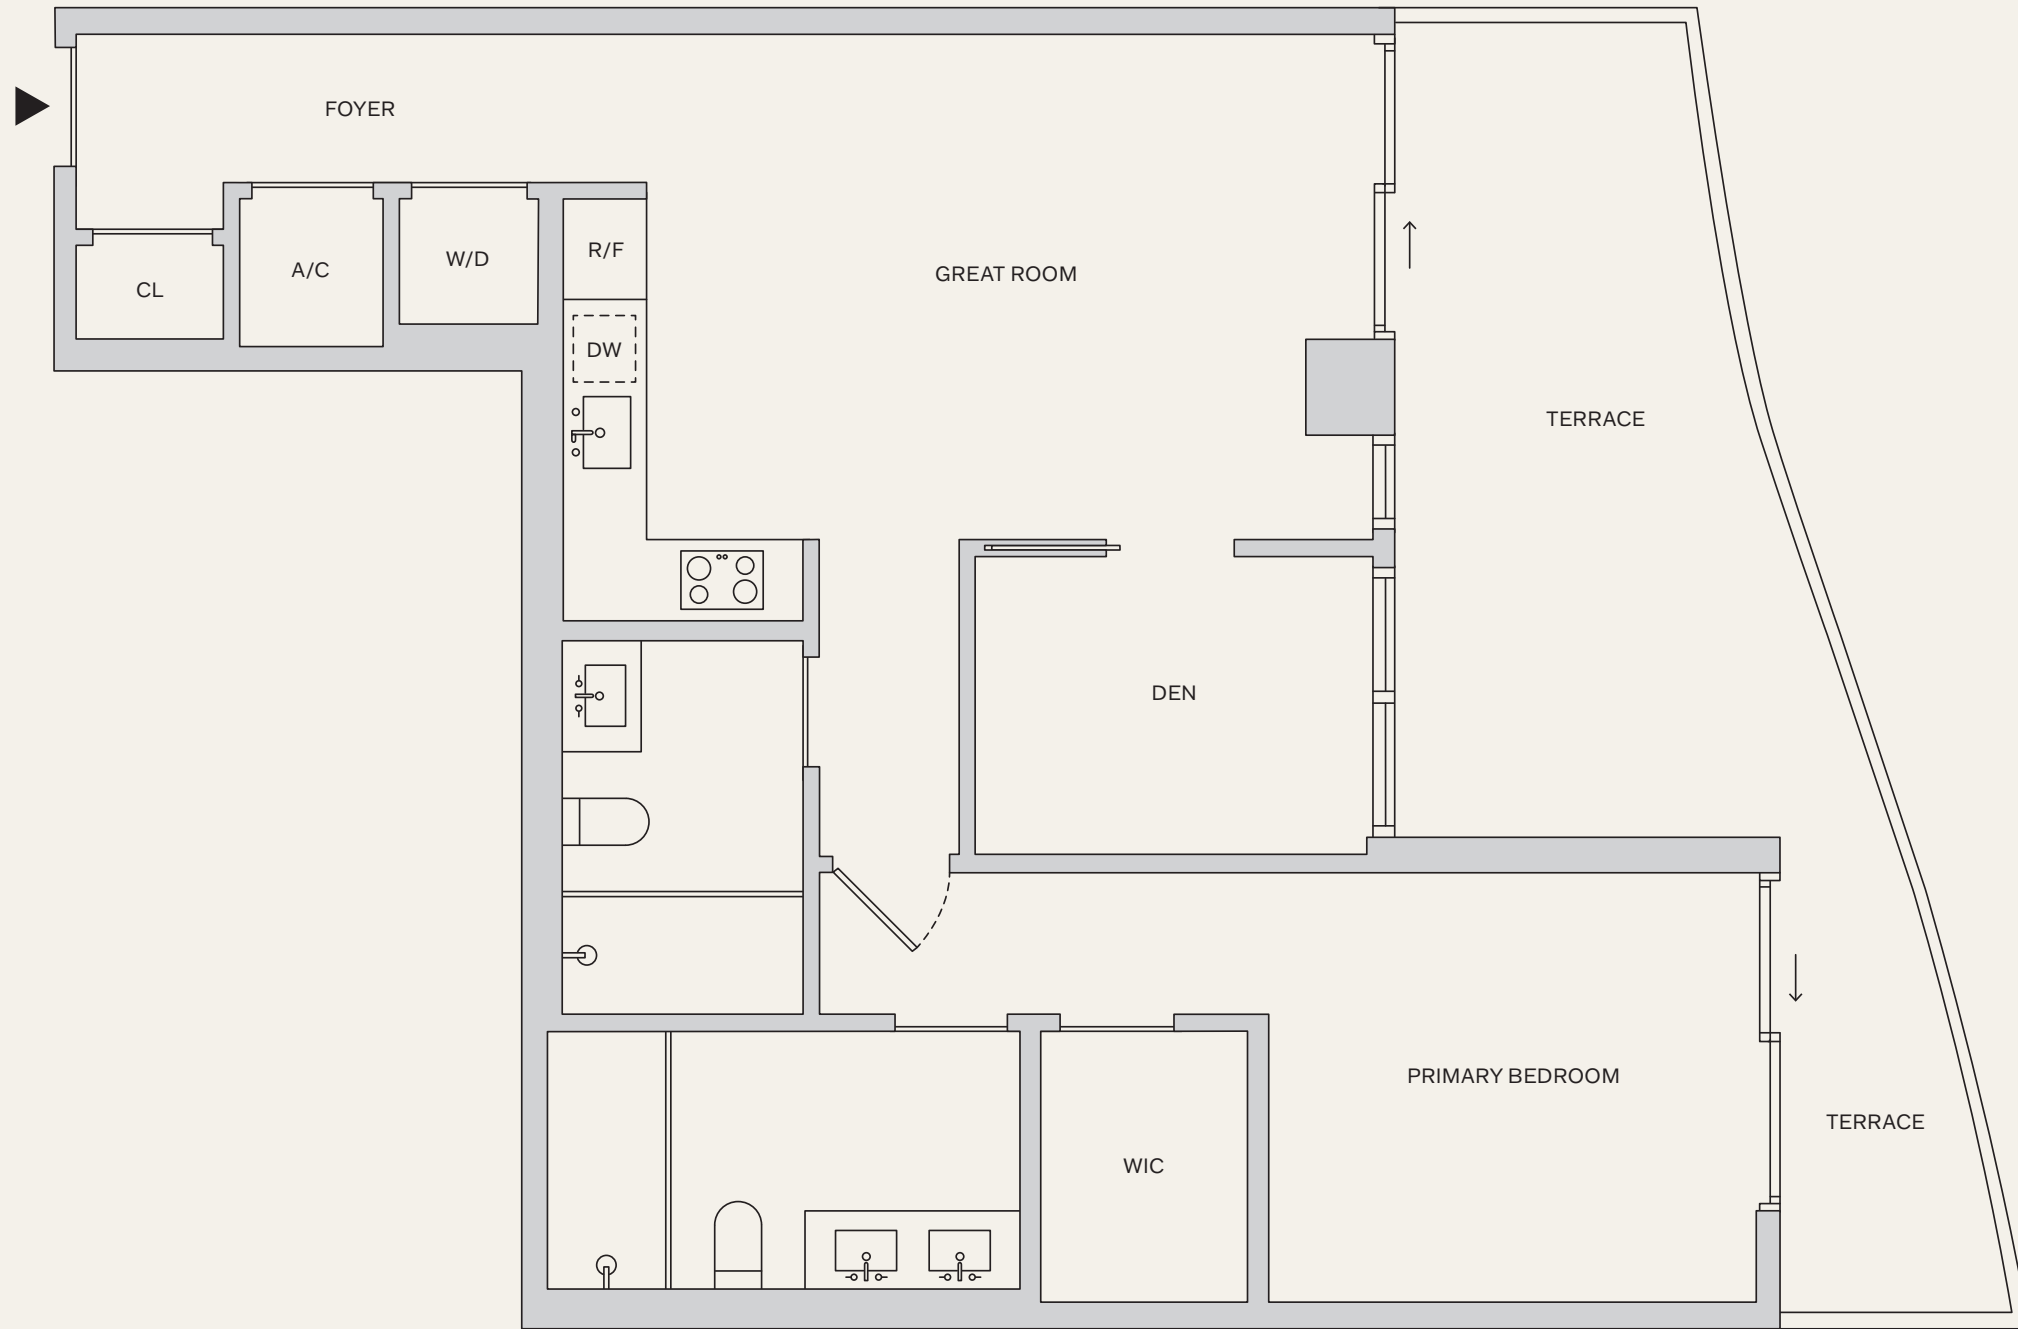 FOYER
CL
A/C
W/D
R/F
DW
GREAT ROOM
TERRACE
DEN
PRIMARY BEDROOM
TERRACE
WIC